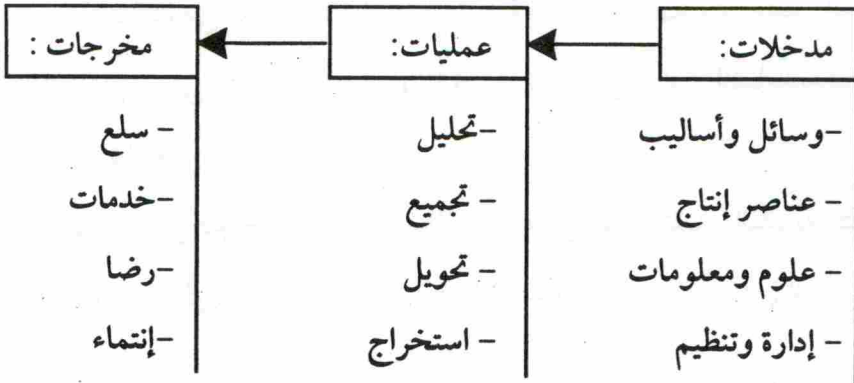 مدخلات:
-وسائل وأساليب
- عناصر إنتاج
- علوم ومعلومات
- إدارة وتنظيم
عمليات:
-تحليل
- تجميع
- تحويل
- استخراج
مخرجات :
- سلع
-خدمات
-رضا
-إنتماء